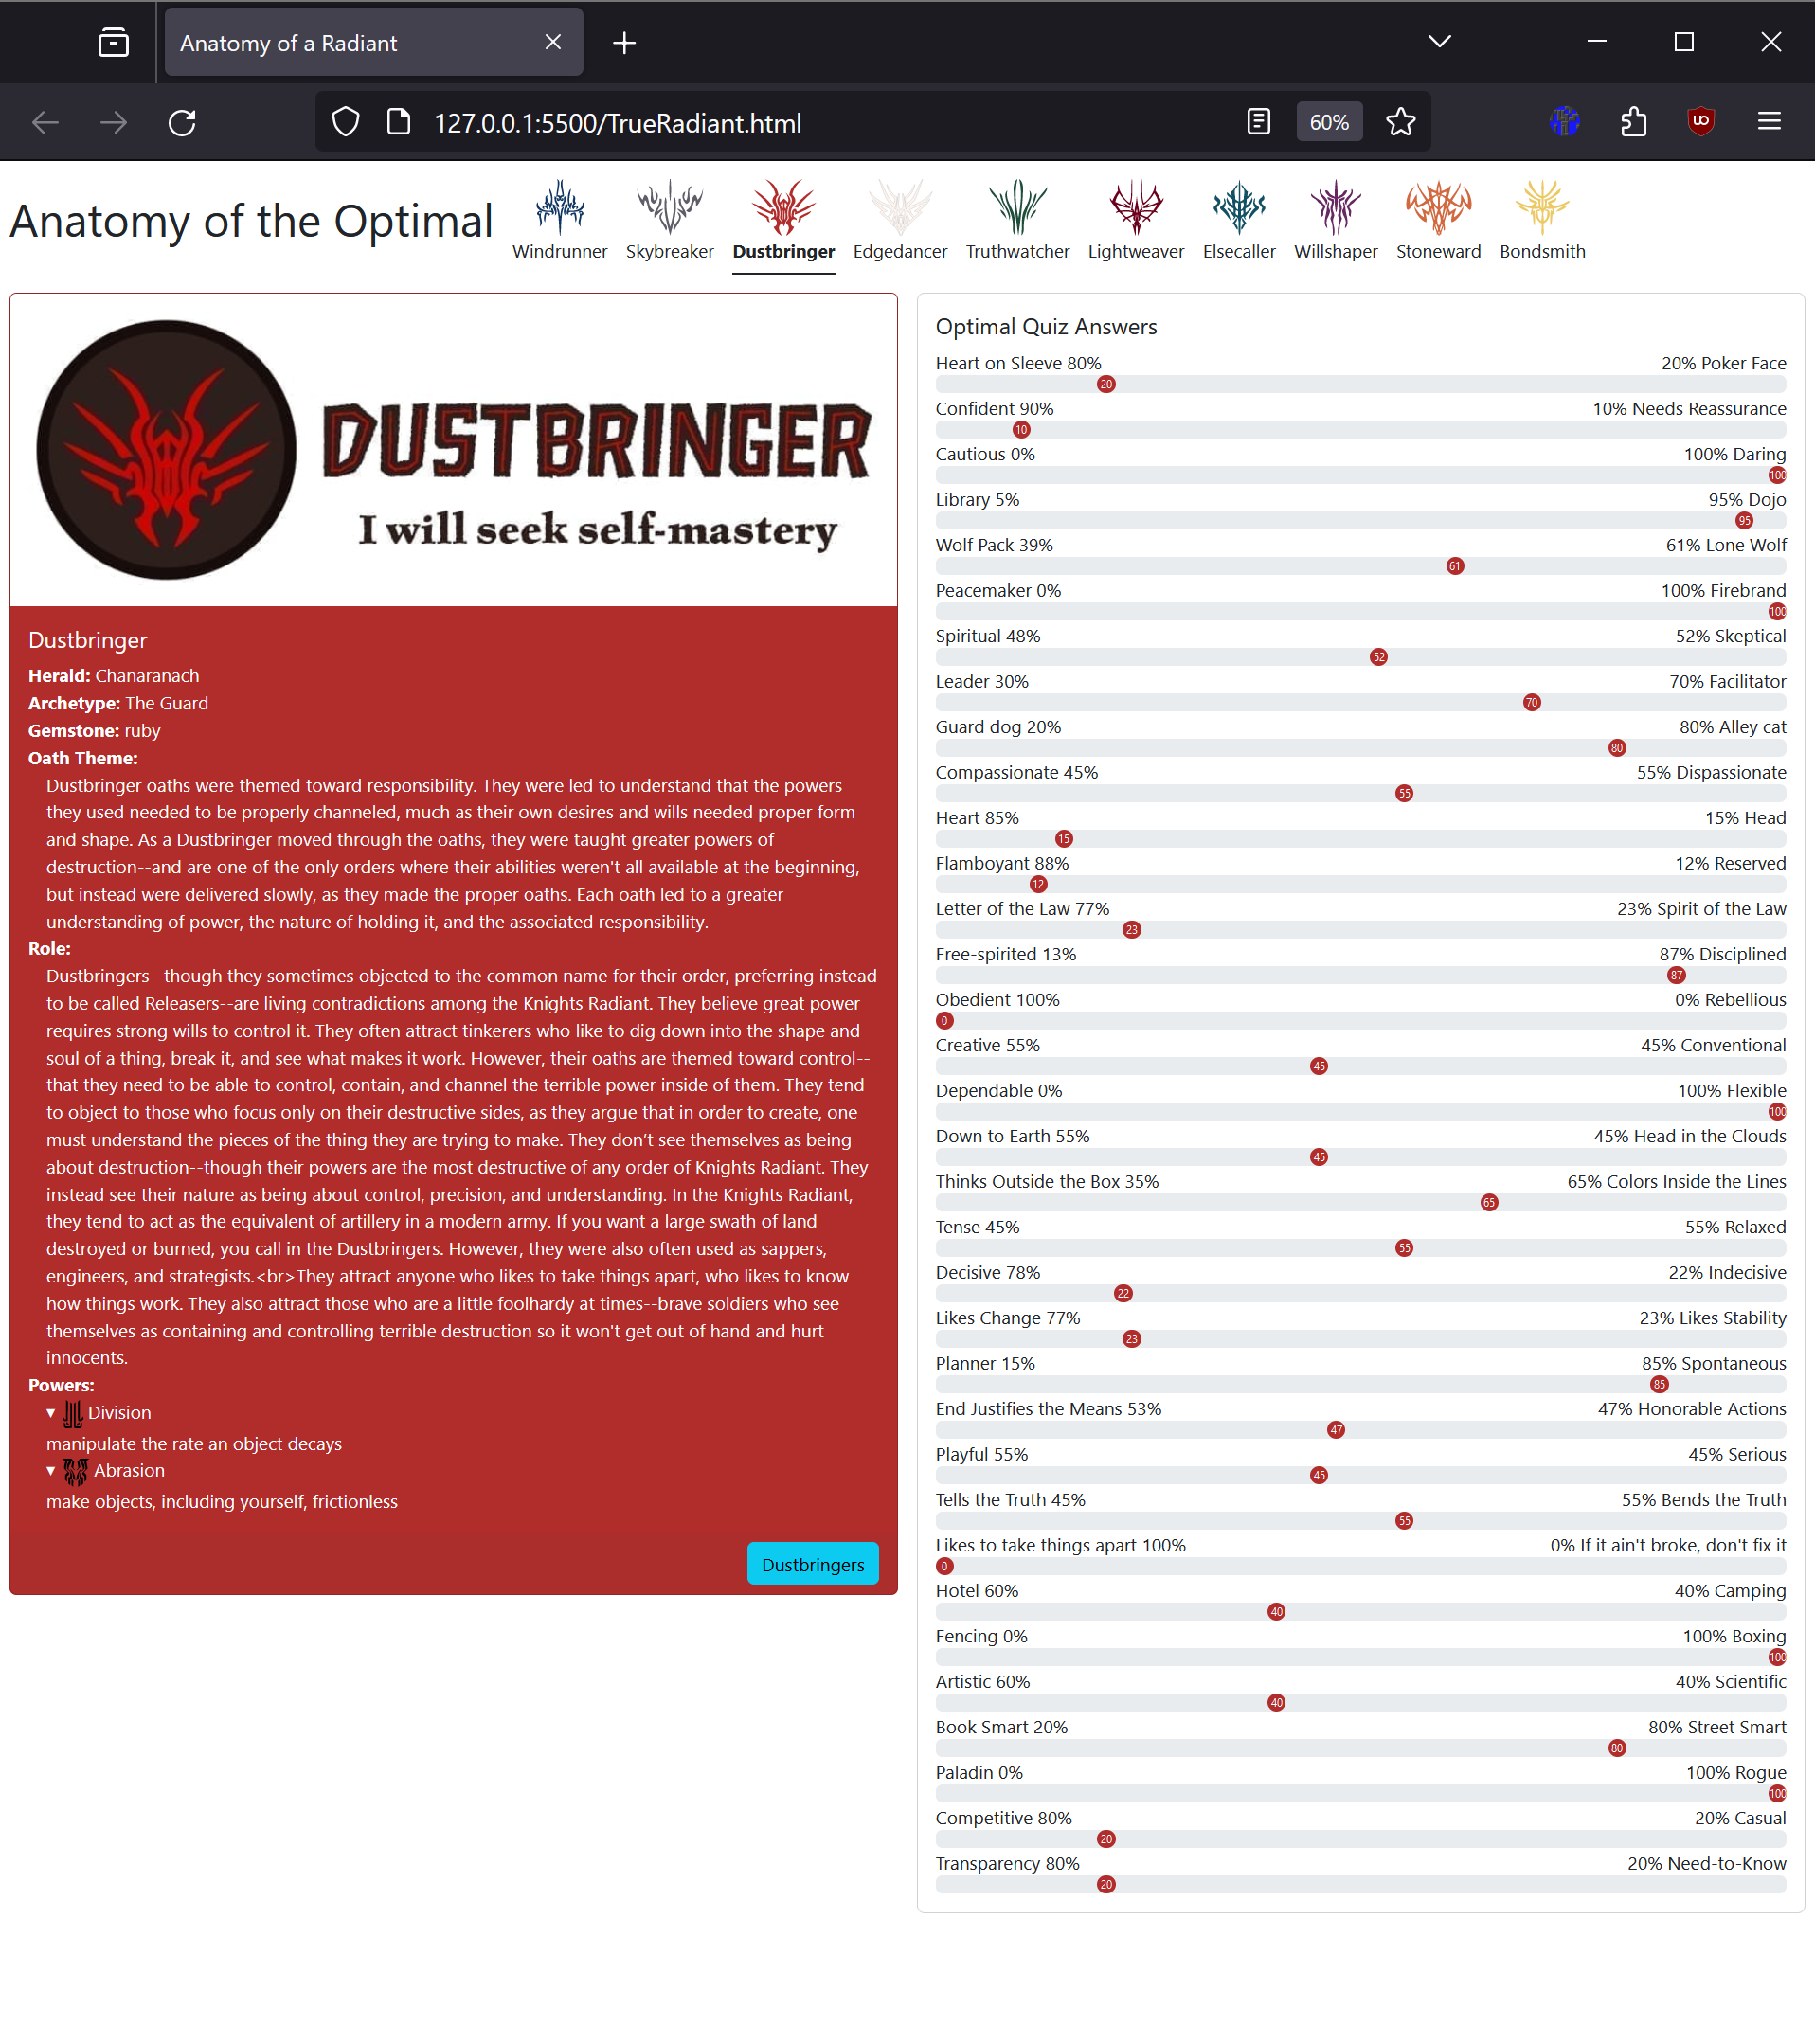 Anatomy of a Radiant
127.0.0.1:5500/TrueRadiant.html
60%
Anatomy of the Optimal
Windrunner
Skybreaker
Dustbringer
Edgedancer
Truthwatcher
Lightweaver
Elsecaller
Willshaper
Stoneward
Bondsmith
DUSTBRINGER
I will seek self-mastery
Dustbringer
Herald: Chanaranach
Archetype: The Guard
Gemstone: ruby
Oath Theme:
Dustbringer oaths were themed toward responsibility. They were led to understand that the powers
they used needed to be properly channeled, much as their own desires and wills needed proper form
and shape. As a Dustbringer moved through the oaths, they were taught greater powers of
destruction--and are one of the only orders where their abilities weren't all available at the beginning,
but instead were delivered slowly, as they made the proper oaths. Each oath led to a greater
understanding of power, the nature of holding it, and the associated responsibility.
Role:
Dustbringers--though they sometimes objected to the common name for their order, preferring instead
to be called Releasers--are living contradictions among the Knights Radiant. They believe great power
requires strong wills to control it. They often attract tinkerers who like to dig down into the shape and
soul of a thing, break it, and see what makes it work. However, their oaths are themed toward control--
that they need to be able to control, contain, and channel the terrible power inside of them. They tend
to object to those who focus only on their destructive sides, as they argue that in order to create, one
must understand the pieces of the thing they are trying to make. They don't see themselves as being
about destruction--though their powers are the most destructive of any order of Knights Radiant. They
instead see their nature as being about control, precision, and understanding. In the Knights Radiant,
they tend to act as the equivalent of artillery in a modern army. If you want a large swath of land
destroyed or burned, you call in the Dustbringers. However, they were also often used as sappers,
engineers, and strategists.<br>They attract anyone who likes to take things apart, who likes to know
how things work. They also attract those who are a little foolhardy at times--brave soldiers who see
themselves as containing and controlling terrible destruction so it won't get out of hand and hurt
innocents.
Powers:
Division
manipulate the rate an object decays
Abrasion
make objects, including yourself, frictionless
Dustbringers
Optimal Quiz Answers
Heart on Sleeve 80% 20% Poker Face
20
Confident 90% 10% Needs Reassurance
10
Cautious 0% 100% Daring
100
Library 5% 95% Dojo
95
Wolf Pack 39% 61% Lone Wolf
61
Peacemaker 0% 100% Firebrand
100
Spiritual 48% 52% Skeptical
52
Leader 30% 70% Facilitator
70
Guard dog 20% 80% Alley cat
80
Compassionate 45% 55% Dispassionate
55
Heart 85% 15% Head
15
Flamboyant 88% 12% Reserved
12
Letter of the Law 77% 23% Spirit of the Law
23
Free-spirited 13% 87% Disciplined
87
Obedient 100% 0% Rebellious
0
Creative 55% 45% Conventional
45
Dependable 0% 100% Flexible
100
Down to Earth 55% 45% Head in the Clouds
45
Thinks Outside the Box 35% 65% Colors Inside the Lines
65
Tense 45% 55% Relaxed
55
Decisive 78% 22% Indecisive
22
Likes Change 77% 23% Likes Stability
23
Planner 15% 85% Spontaneous
85
End Justifies the Means 53% 47% Honorable Actions
47
Playful 55% 45% Serious
45
Tells the Truth 45% 55% Bends the Truth
55
Likes to take things apart 100% 0% If it ain't broke, don't fix it
0
Hotel 60% 40% Camping
40
Fencing 0% 100% Boxing
100
Artistic 60% 40% Scientific
40
Book Smart 20% 80% Street Smart
80
Paladin 0% 100% Rogue
100
Competitive 80% 20% Casual
20
Transparency 80% 20% Need-to-Know
20